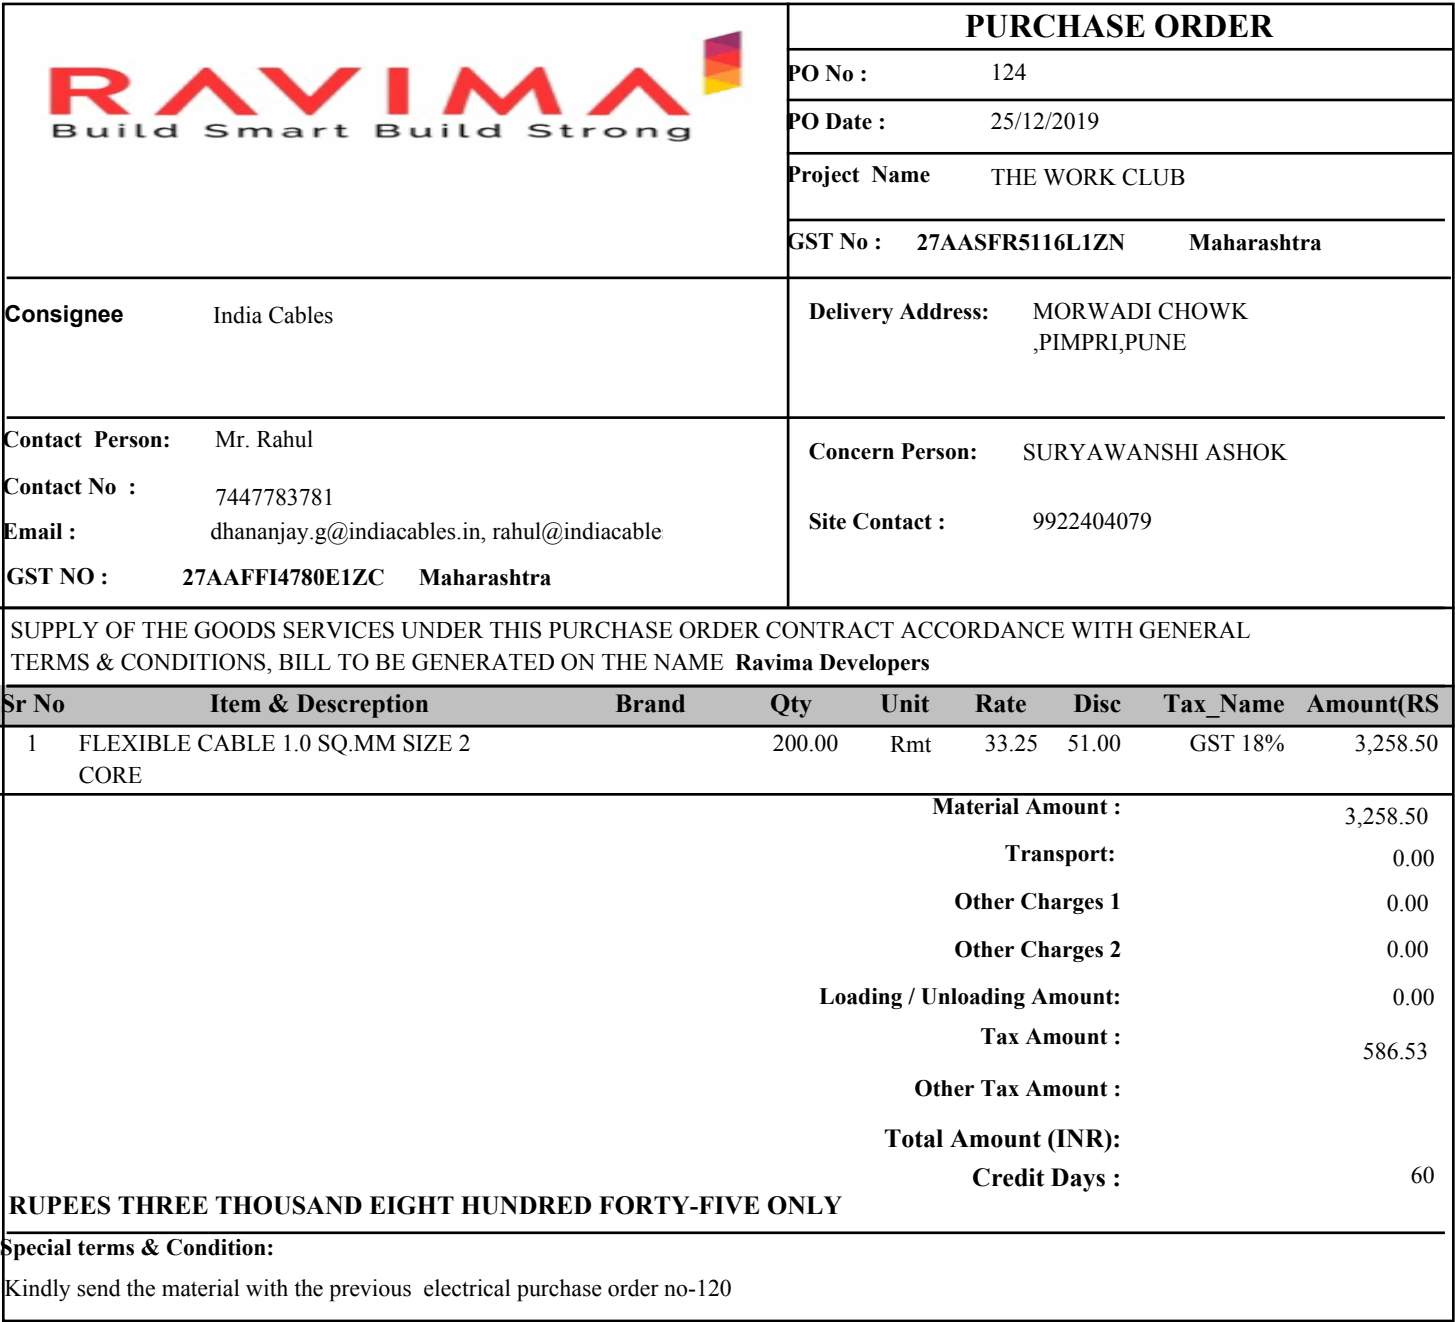 RAVIMA
Build Smart Build Strong
PURCHASE ORDER
PO No : 124
PO Date : 25/12/2019
Project Name THE WORK CLUB
GST No : 27AASFR5116L1ZN Maharashtra
Consignee India Cables
Delivery Address: MORWADI CHOWK
,PIMPRI,PUNE
Contact Person: Mr. Rahul
Contact No : 7447783781
Email : dhananjay.g@indiacables.in, rahul@indiacable
GST NO : 27AAFFI4780E1ZC Maharashtra
Concern Person: SURYAWANSHI ASHOK
Site Contact : 9922404079
SUPPLY OF THE GOODS SERVICES UNDER THIS PURCHASE ORDER CONTRACT ACCORDANCE WITH GENERAL
TERMS & CONDITIONS, BILL TO BE GENERATED ON THE NAME Ravima Developers
Sr No Item & Descreption Brand Qty Unit Rate Disc Tax_Name Amount(RS
1 FLEXIBLE CABLE 1.0 SQ.MM SIZE 2 200.00 Rmt 33.25 51.00 GST 18% 3,258.50
CORE
Material Amount : 3,258.50
Transport: 0.00
Other Charges 1 0.00
Other Charges 2 0.00
Loading / Unloading Amount: 0.00
Tax Amount : 586.53
Other Tax Amount :
Total Amount (INR):
Credit Days : 60
RUPEES THREE THOUSAND EIGHT HUNDRED FORTY-FIVE ONLY
Special terms & Condition:
Kindly send the material with the previous electrical purchase order no-120